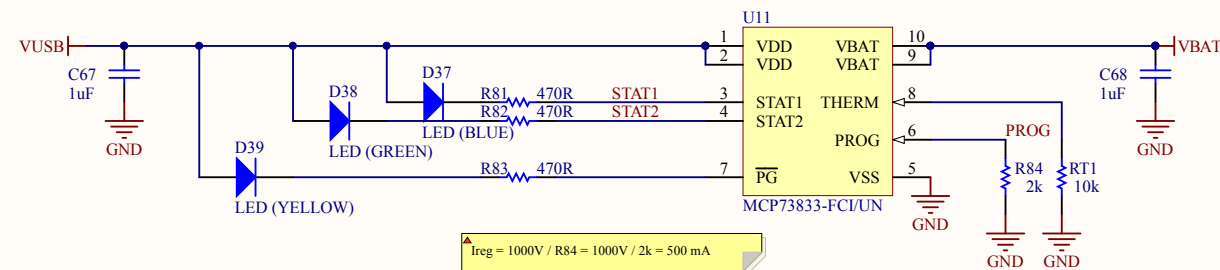 U11
VUSB
C67
1uF
GND
D37
LED (BLUE)
D38
LED (GREEN)
D39
LED (YELLOW)
R81 470R STAT1
R82 470R STAT2
R83 470R
1 VDD VBAT 10
2 VDD VBAT 9
3 STAT1 THERM 8
4 STAT2
PROG 6
7 PG VSS 5
MCP73833-FCI/UN
VBAT
C68
1uF
GND
PROG
R84
2k
RT1
10k
GND
GND
GND
Ireg = 1000V / R84 = 1000V / 2k = 500 mA